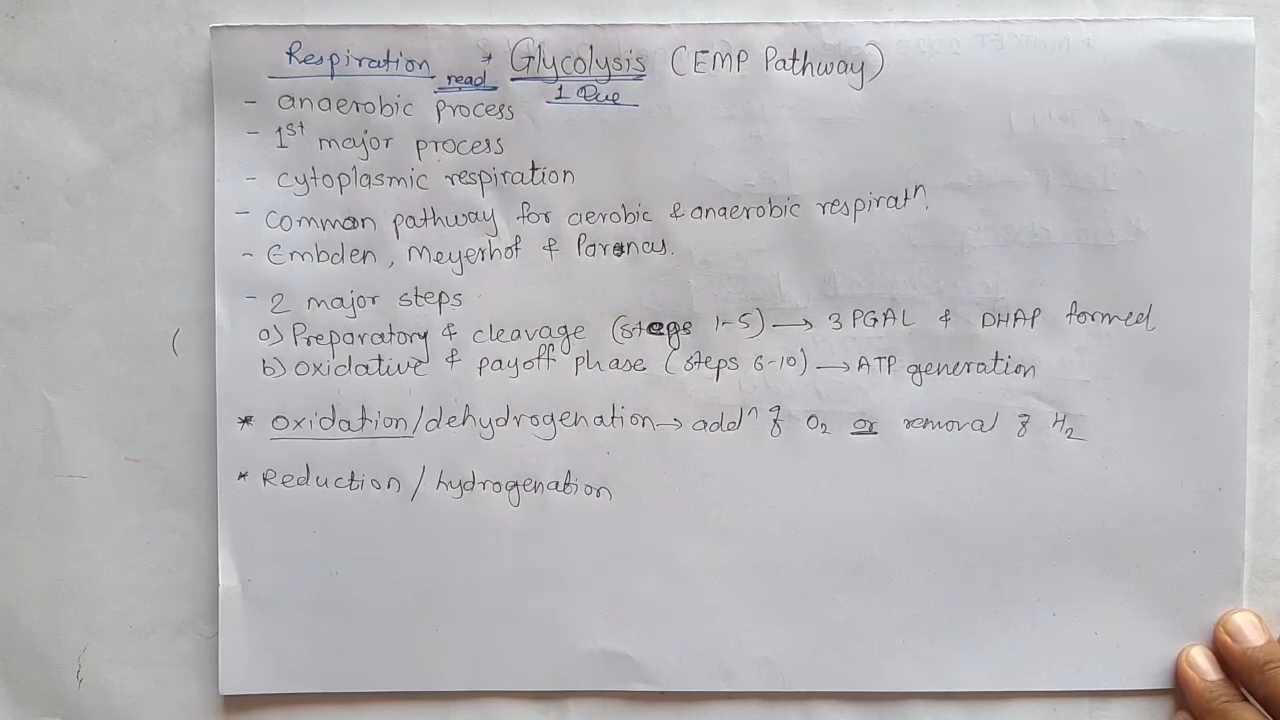 Respiration read * Glycolysis (EMP Pathway)
1 Que
- anaerobic process
- 1st major process
- cytoplasmic respiration
- common pathway for aerobic & anaerobic respiratn.
- Embden, Meyerhof & Parenas.
- 2 major steps
a) Preparatory & cleavage (steps 1-5) → 3 PGAL & DHAP formed
b) oxidative & payoff phase (steps 6-10) → ATP generation
* oxidation/dehydrogenation → addn of O2 or removal of H2
* Reduction / hydrogenation